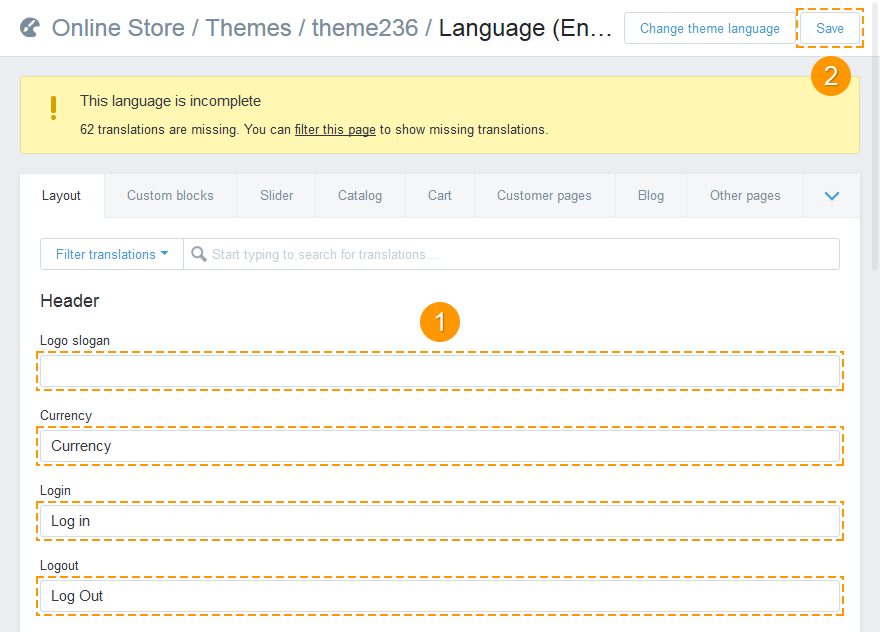 Online Store / Themes / theme236 / Language (En... Change theme language Save
2
This language is incomplete
62 translations are missing. You can filter this page to show missing translations.
Layout Custom blocks Slider Catalog Cart Customer pages Blog Other pages
Filter translations Start typing to search for translations...
Header
1
Logo slogan
Currency
Currency
Login
Log in
Logout
Log Out